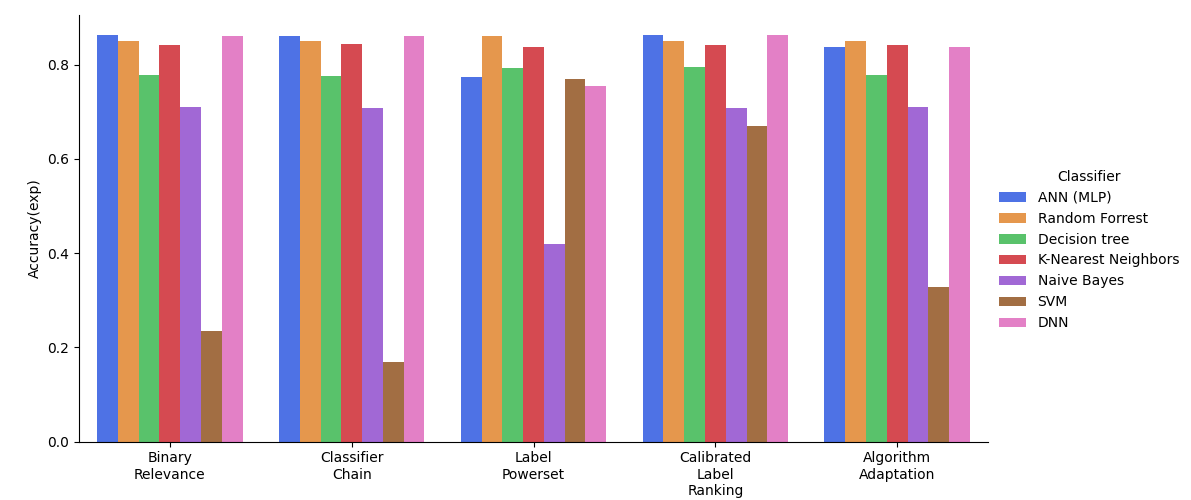 Accuracy(exp)
0.8
0.6
0.4
0.2
0.0
Binary
Relevance
Classifier
Chain
Label
Powerset
Calibrated
Label
Ranking
Algorithm
Adaptation
Classifier
ANN (MLP)
Random Forrest
Decision tree
K-Nearest Neighbors
Naive Bayes
SVM
DNN